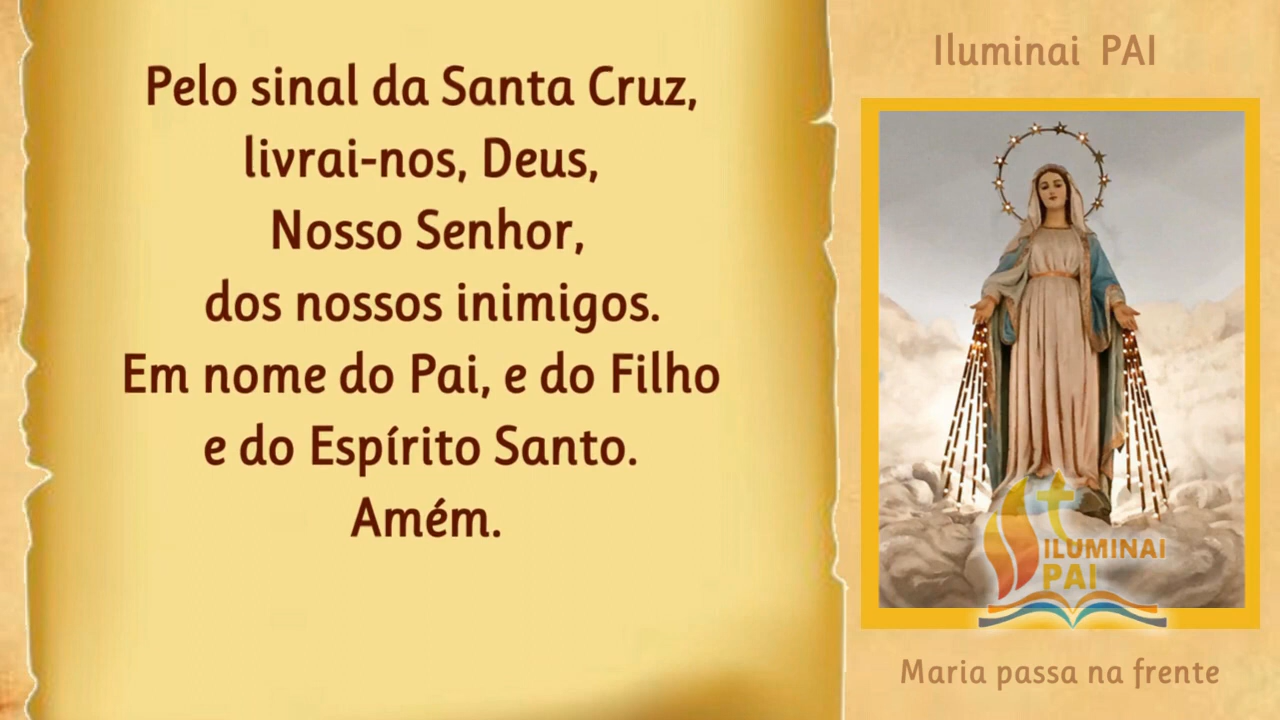 Pelo sinal da Santa Cruz,
livrai-nos, Deus,
Nosso Senhor,
dos nossos inimigos.
Em nome do Pai, e do Filho
e do Espírito Santo.
Amém.
Iluminai PAI
ILUMINAI
PAI
Maria passa na frente